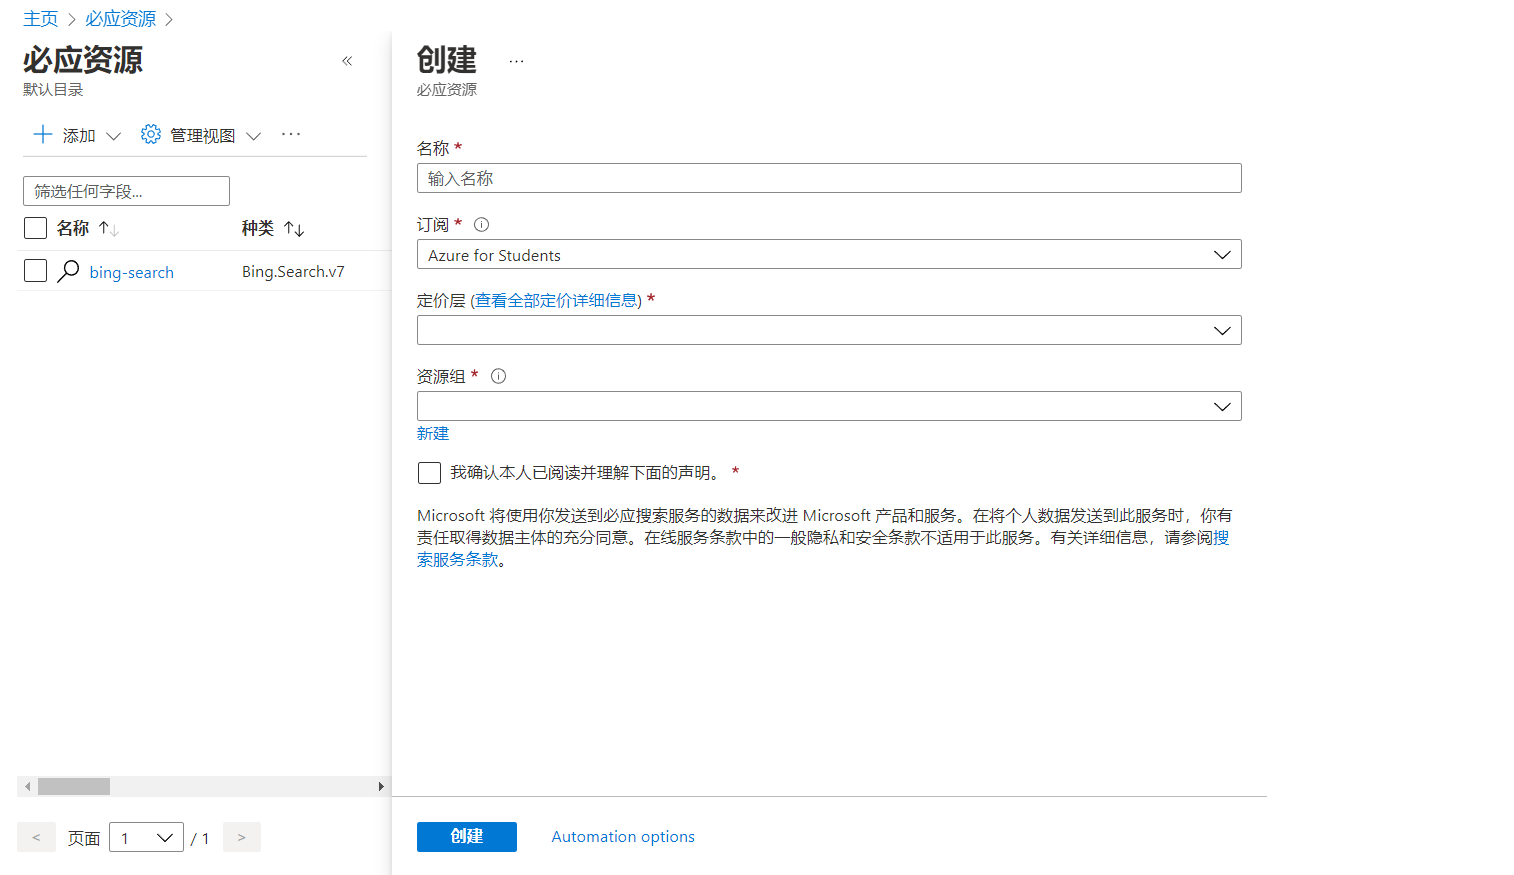 主页 > 必应资源 >
必应资源 «
默认目录
添加 管理视图 ...
筛选任何字段...
名称 ↑↓ 种类 ↑↓
bing-search Bing.Search.v7
< 页面 1 / 1 >
创建 ...
必应资源
名称 *
输入名称
订阅 *
Azure for Students
定价层 (查看全部定价详细信息) *
资源组 *
新建
我确认本人已阅读并理解下面的声明。 *
Microsoft 将使用你发送到必应搜索服务的数据来改进 Microsoft 产品和服务。在将个人数据发送到此服务时，你有
责任取得数据主体的充分同意。在线服务条款中的一般隐私和安全条款不适用于此服务。有关详细信息，请参阅搜
索服务条款。
创建 Automation options